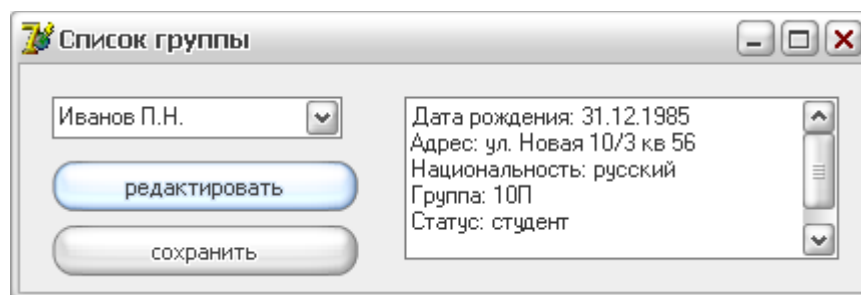 Список группы
Иванов П.Н.
редактировать
сохранить
Дата рождения: 31.12.1985
Адрес: ул. Новая 10/3 кв 56
Национальность: русский
Группа: 10П
Статус: студент